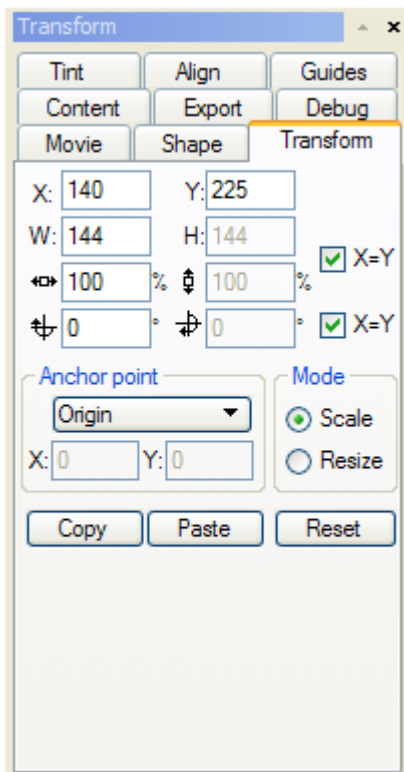 Transform
Tint Align Guides
Content Export Debug
Movie Shape Transform
X: 140 Y: 225
W: 144 H: 144
X=Y
100 % 100 %
0 ° 0 ° X=Y
Anchor point Mode
Origin Scale
X: 0 Y: 0 Resize
Copy Paste Reset